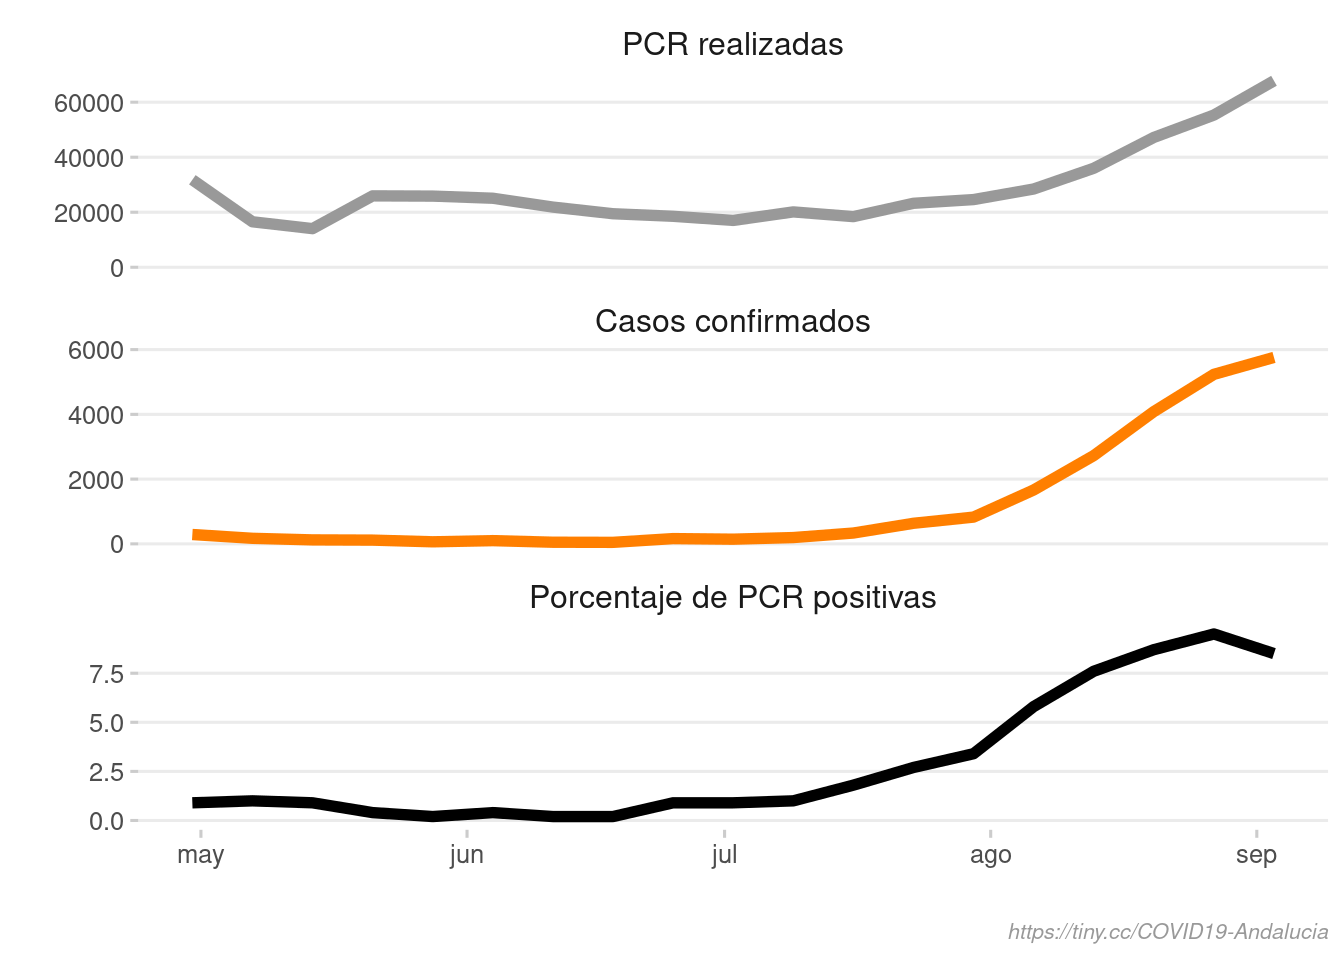 PCR realizadas
60000
40000
20000
0
Casos confirmados
6000
4000
2000
0
Porcentaje de PCR positivas
7.5
5.0
2.5
0.0
may jun jul ago sep
https://tiny.cc/COVID19-Andalucia